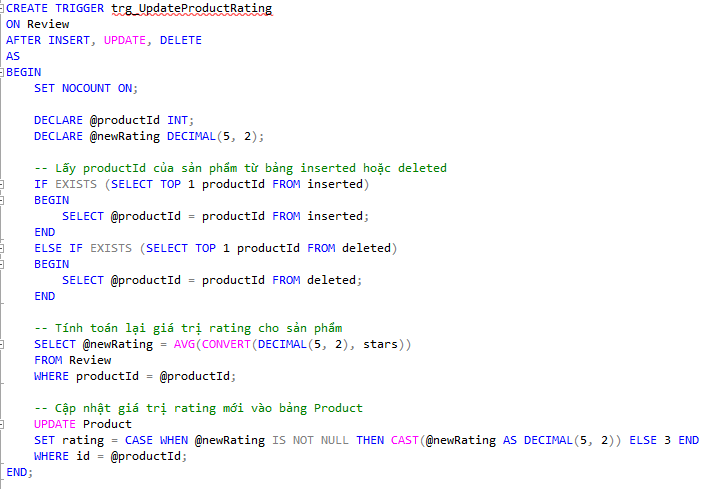 CREATE TRIGGER trg_UpdateProductRating
ON Review
AFTER INSERT, UPDATE, DELETE
AS
BEGIN
    SET NOCOUNT ON;

    DECLARE @productId INT;
    DECLARE @newRating DECIMAL(5, 2);

    -- Lấy productId của sản phẩm từ bảng inserted hoặc deleted
    IF EXISTS (SELECT TOP 1 productId FROM inserted)
    BEGIN
        SELECT @productId = productId FROM inserted;
    END
    ELSE IF EXISTS (SELECT TOP 1 productId FROM deleted)
    BEGIN
        SELECT @productId = productId FROM deleted;
    END

    -- Tính toán lại giá trị rating cho sản phẩm
    SELECT @newRating = AVG(CONVERT(DECIMAL(5, 2), stars))
    FROM Review
    WHERE productId = @productId;

    -- Cập nhật giá trị rating mới vào bảng Product
    UPDATE Product
    SET rating = CASE WHEN @newRating IS NOT NULL THEN CAST(@newRating AS DECIMAL(5, 2)) ELSE 3 END
    WHERE id = @productId;
END;